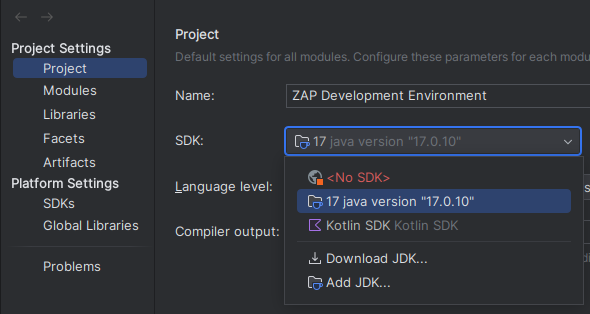 Project Settings
Project
Modules
Libraries
Facets
Artifacts
Platform Settings
SDKs
Global Libraries
Problems
Project
Default settings for all modules. Configure these parameters for each modu
Name:
ZAP Development Environment
SDK:
17 java version "17.0.10"
Language level:
Compiler output:
<No SDK>
17 java version "17.0.10"
Kotlin SDK Kotlin SDK
Download JDK...
Add JDK...